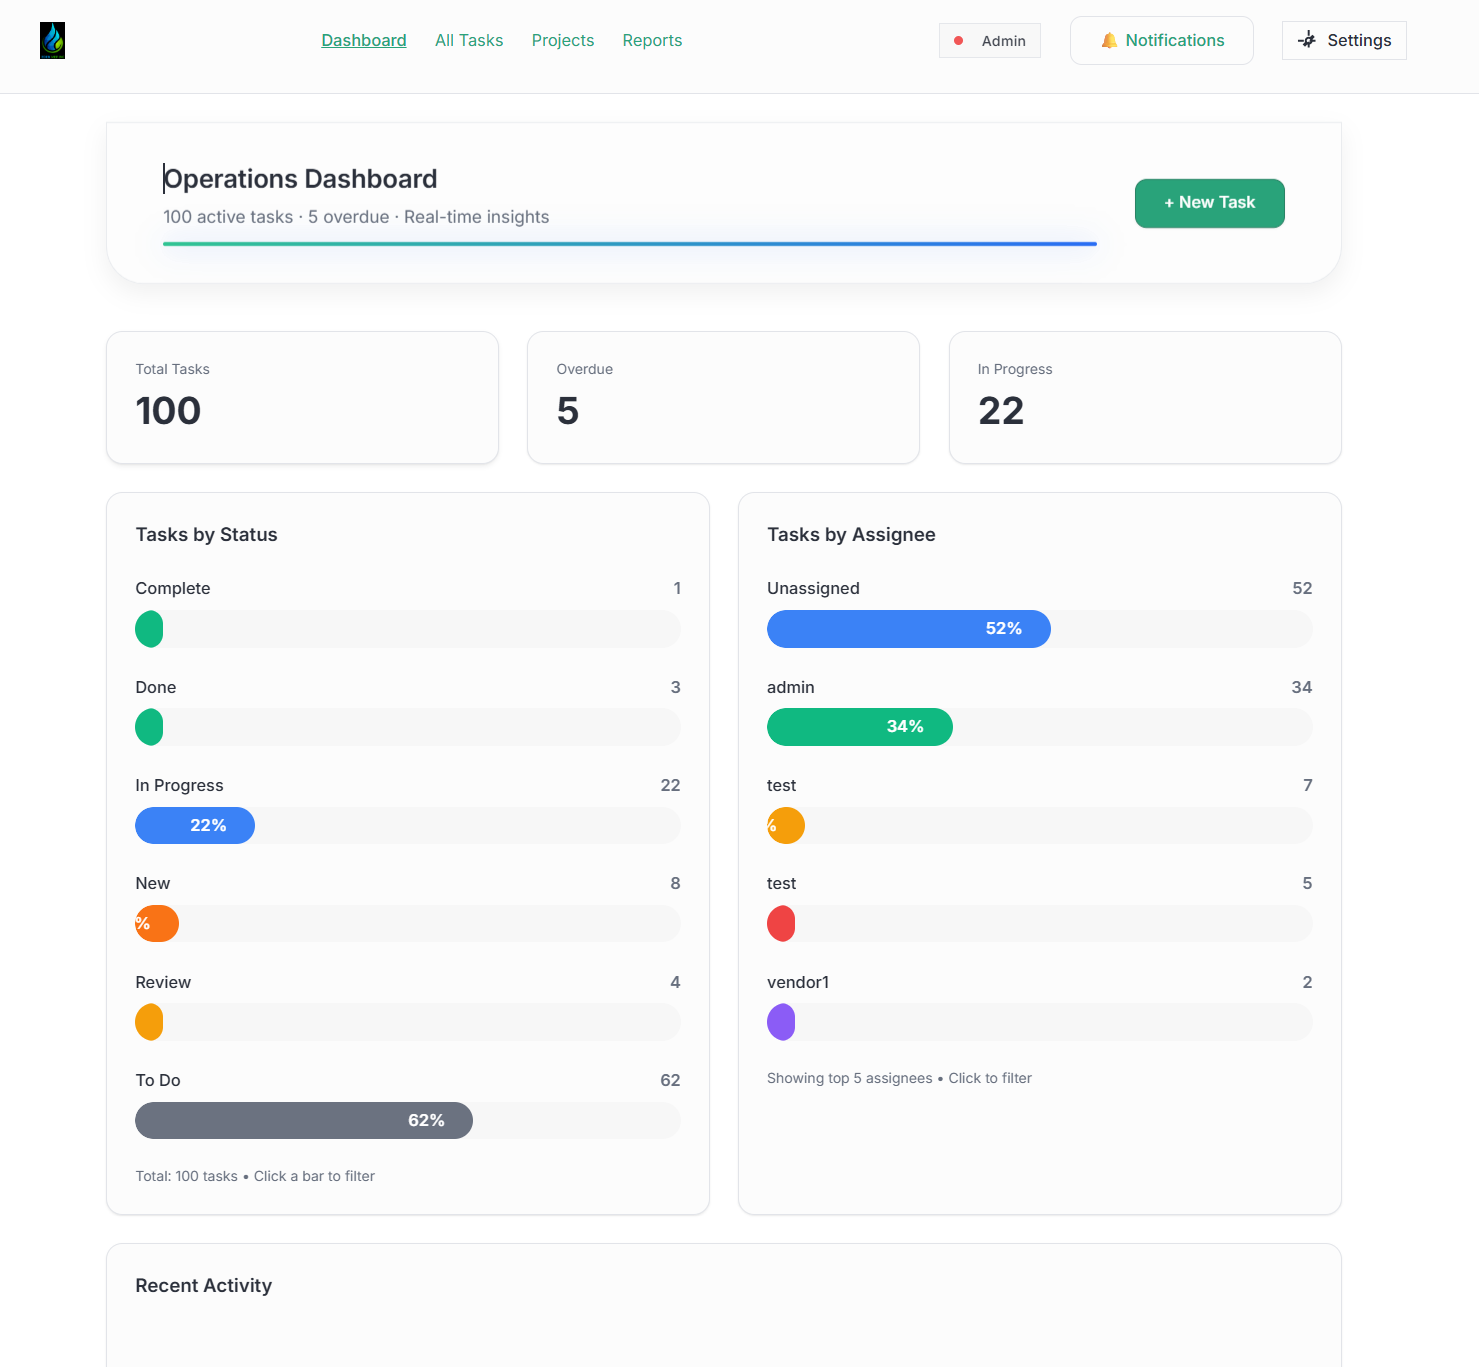 Dashboard All Tasks Projects Reports Admin Notifications Settings
Operations Dashboard
100 active tasks · 5 overdue · Real-time insights
+ New Task
Total Tasks
100
Overdue
5
In Progress
22
Tasks by Status
Complete 1
Done 3
In Progress 22
22%
New 8
%
Review 4
To Do 62
62%
Total: 100 tasks • Click a bar to filter
Tasks by Assignee
Unassigned 52
52%
admin 34
34%
test 7
%
test 5
vendor1 2
Showing top 5 assignees • Click to filter
Recent Activity